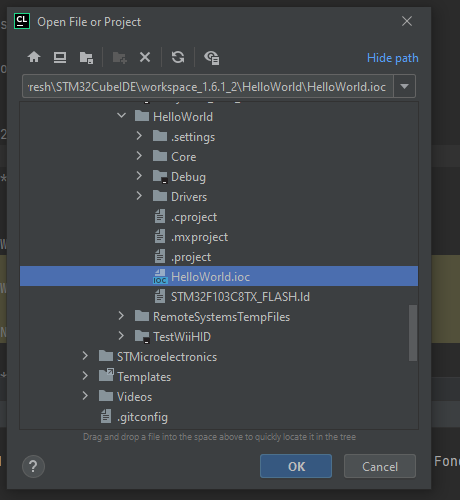 CL Open File or Project
Hide path
resh\STM32CubeIDE\workspace_1.6.1_2\HelloWorld\HelloWorld.ioc
HelloWorld
.settings
Core
Debug
Drivers
.cproject
.mxproject
.project
IOC HelloWorld.ioc
STM32F103C8TX_FLASH.ld
RemoteSystemsTempFiles
TestWiiHID
STMicroelectronics
Templates
Videos
.gitconfig
Drag and drop a file into the space above to quickly locate it in the tree
? OK Cancel